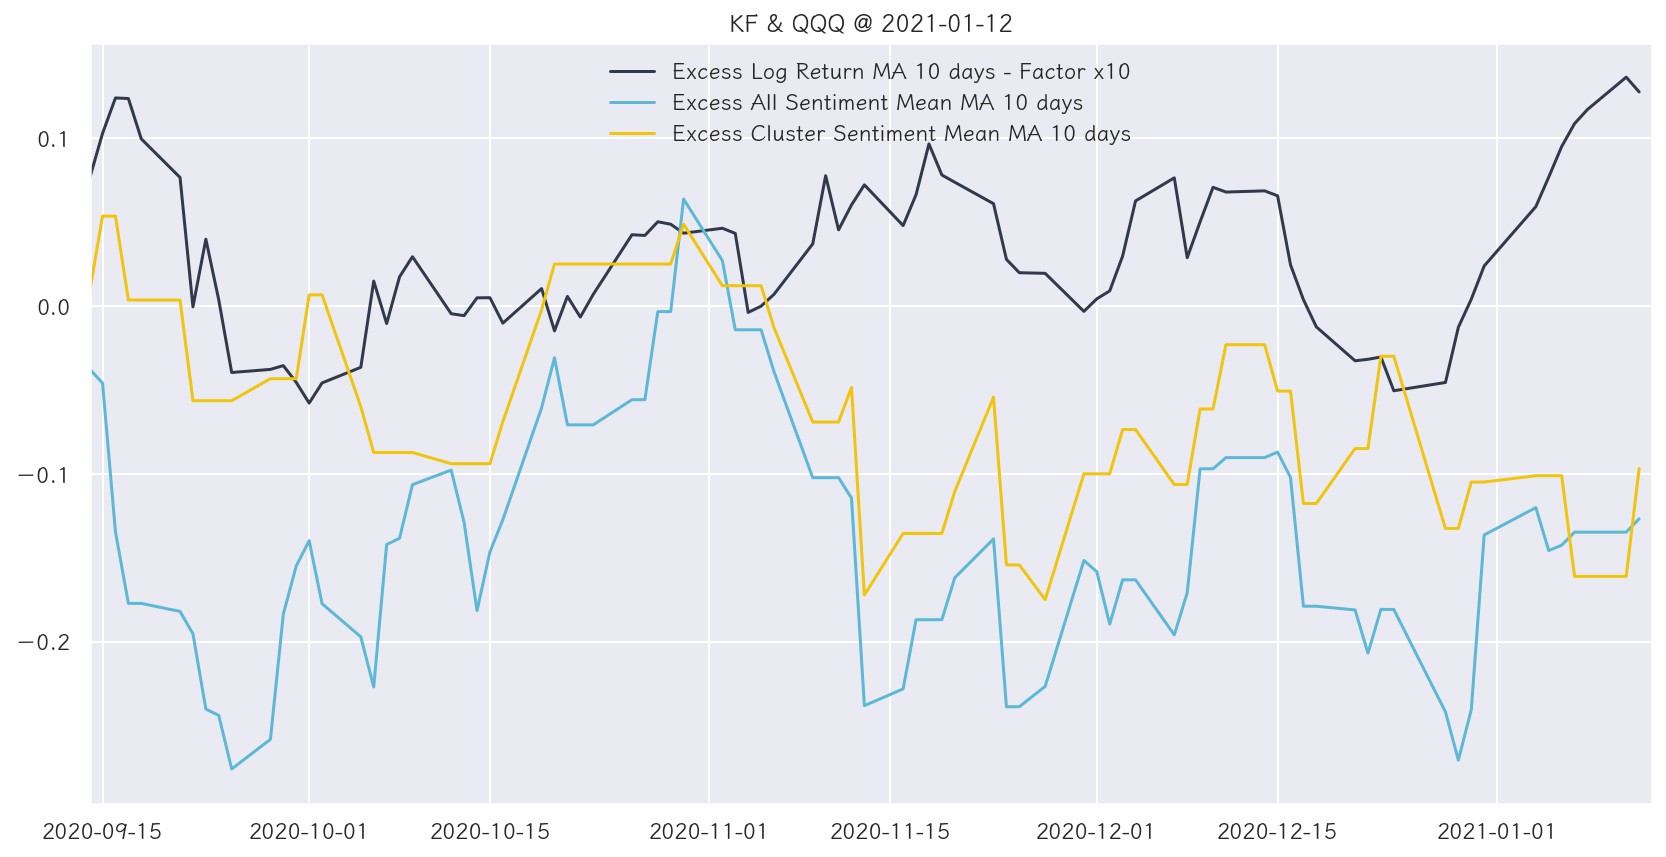 KF & QQQ @ 2021-01-12
Excess Log Return MA 10 days - Factor x10
Excess All Sentiment Mean MA 10 days
Excess Cluster Sentiment Mean MA 10 days
0.1
0.0
−0.1
−0.2
2020-09-15 2020-10-01 2020-10-15 2020-11-01 2020-11-15 2020-12-01 2020-12-15 2021-01-01